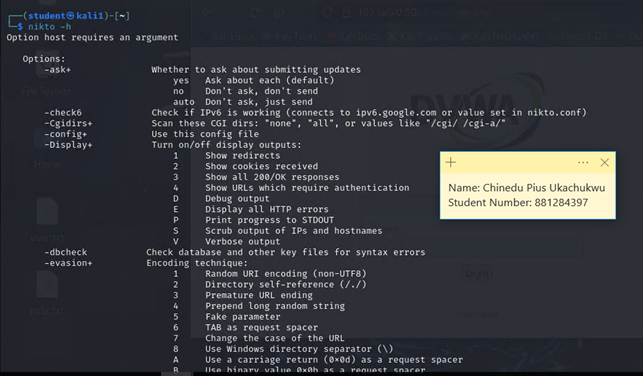 (student㉿kali1)-[~]
$ nikto -h
Option host requires an argument
Options:
-ask+ Whether to ask about submitting updates
yes Ask about each (default)
no Don't ask, don't send
auto Don't ask, just send
-check6 Check if IPv6 is working (connects to ipv6.google.com or value set in nikto.conf)
-Cgidirs+ Scan these CGI dirs: "none", "all", or values like "/cgi/ /cgi-a/"
-config+ Use this config file
-Display+ Turn on/off display outputs:
1 Show redirects
2 Show cookies received
3 Show all 200/OK responses
4 Show URLs which require authentication
D Debug output
E Display all HTTP errors
P Print progress to STDOUT
S Scrub output of IPs and hostnames
V Verbose output
-dbcheck Check database and other key files for syntax errors
-evasion+ Encoding technique:
1 Random URI encoding (non-UTF8)
2 Directory self-reference (/./)
3 Premature URL ending
4 Prepend long random string
5 Fake parameter
6 TAB as request spacer
7 Change the case of the URL
8 Use Windows directory separator (\)
A Use a carriage return (0x0d) as a request spacer
B Use binary value 0x0b as a request spacer
Name: Chinedu Pius Ukachukwu
Student Number: 881284397
DVWA